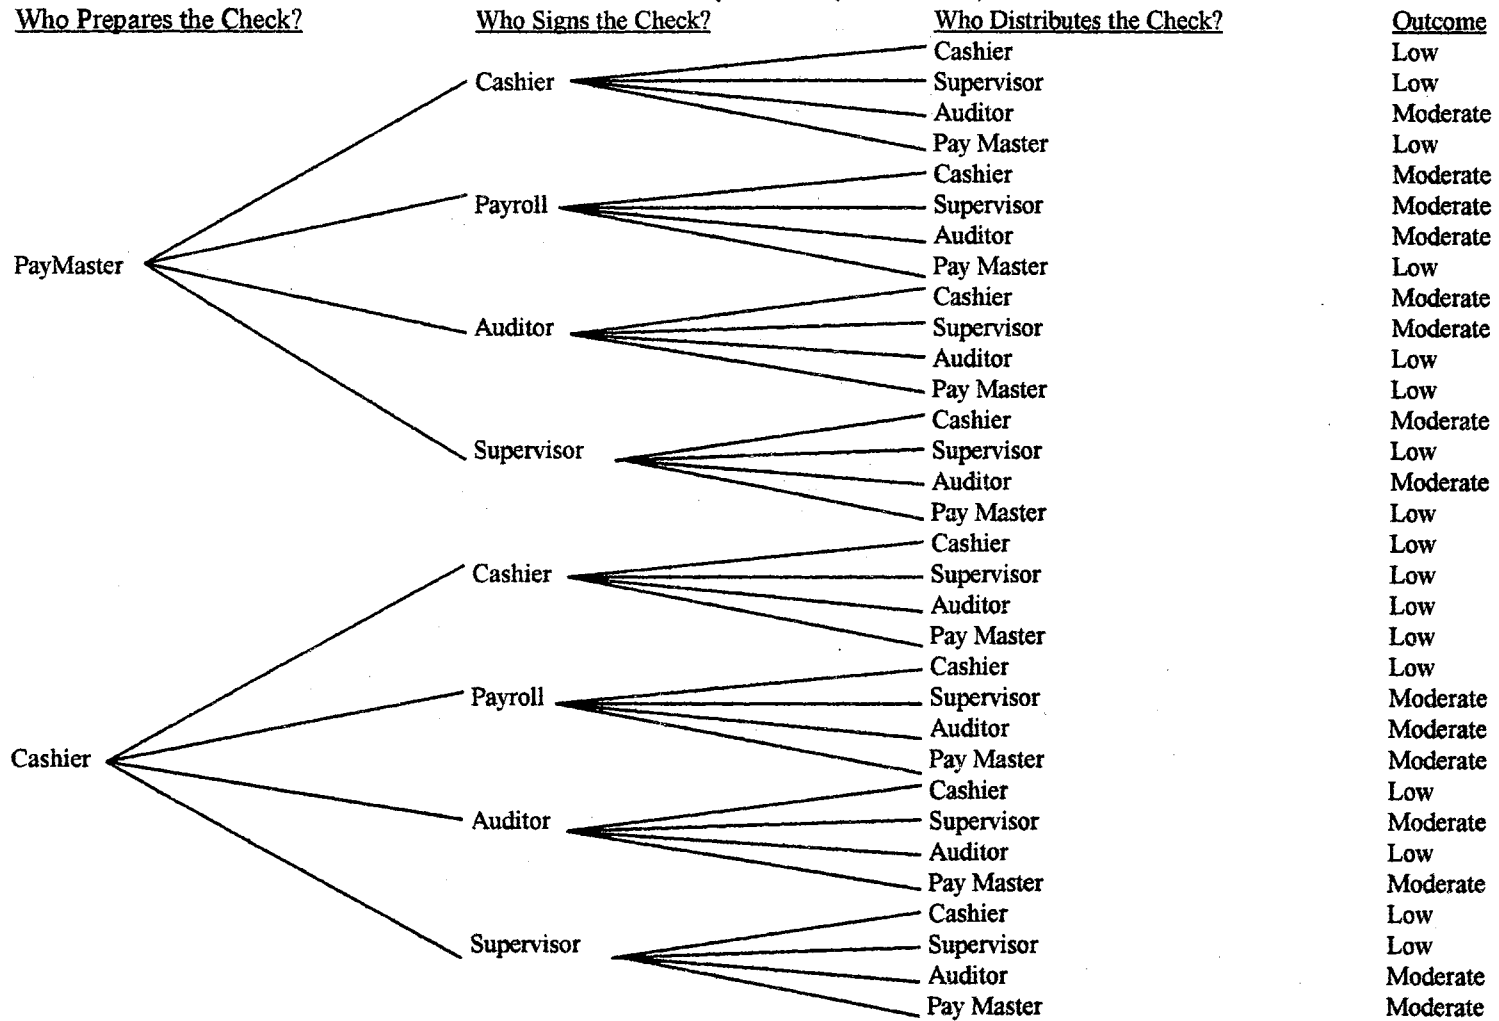 Who Prepares the Check? Who Signs the Check? Who Distributes the Check? Outcome
Cashier Low
Cashier Supervisor Low
Auditor Moderate
Pay Master Low
Cashier Moderate
Payroll Supervisor Moderate
Auditor Moderate
PayMaster Pay Master Low
Cashier Moderate
Auditor Supervisor Moderate
Auditor Low
Pay Master Low
Cashier Moderate
Supervisor Supervisor Low
Auditor Moderate
Pay Master Low
Cashier Low
Cashier Supervisor Low
Auditor Low
Pay Master Low
Cashier Low
Payroll Supervisor Moderate
Auditor Moderate
Cashier Pay Master Moderate
Cashier Low
Auditor Supervisor Moderate
Auditor Low
Pay Master Moderate
Cashier Low
Supervisor Supervisor Low
Auditor Moderate
Pay Master Moderate